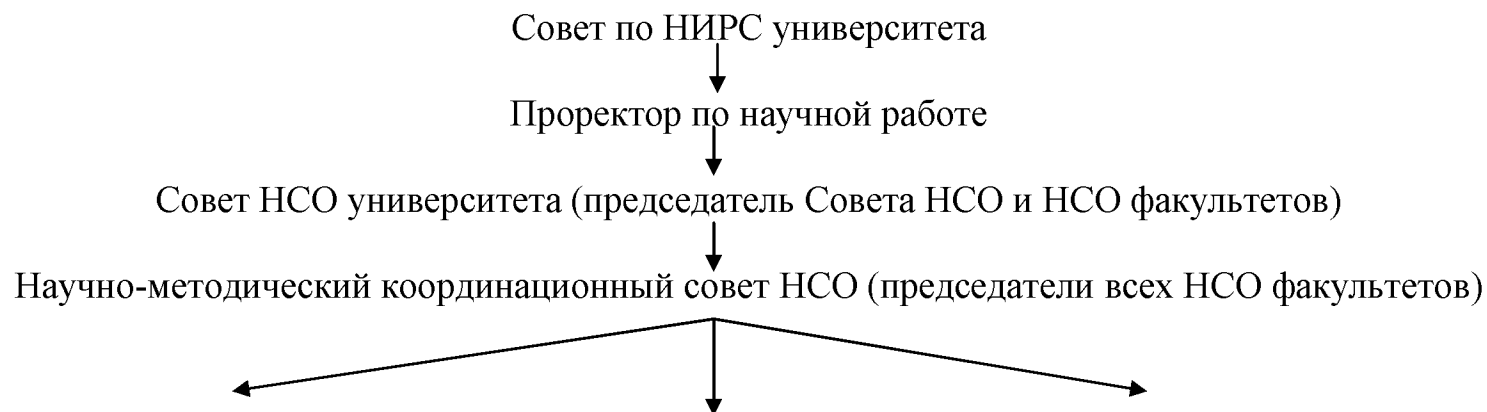 Совет по НИРС университета
Проректор по научной работе
Совет НСО университета (председатель Совета НСО и НСО факультетов)
Научно-методический координационный совет НСО (председатели всех НСО факультетов)